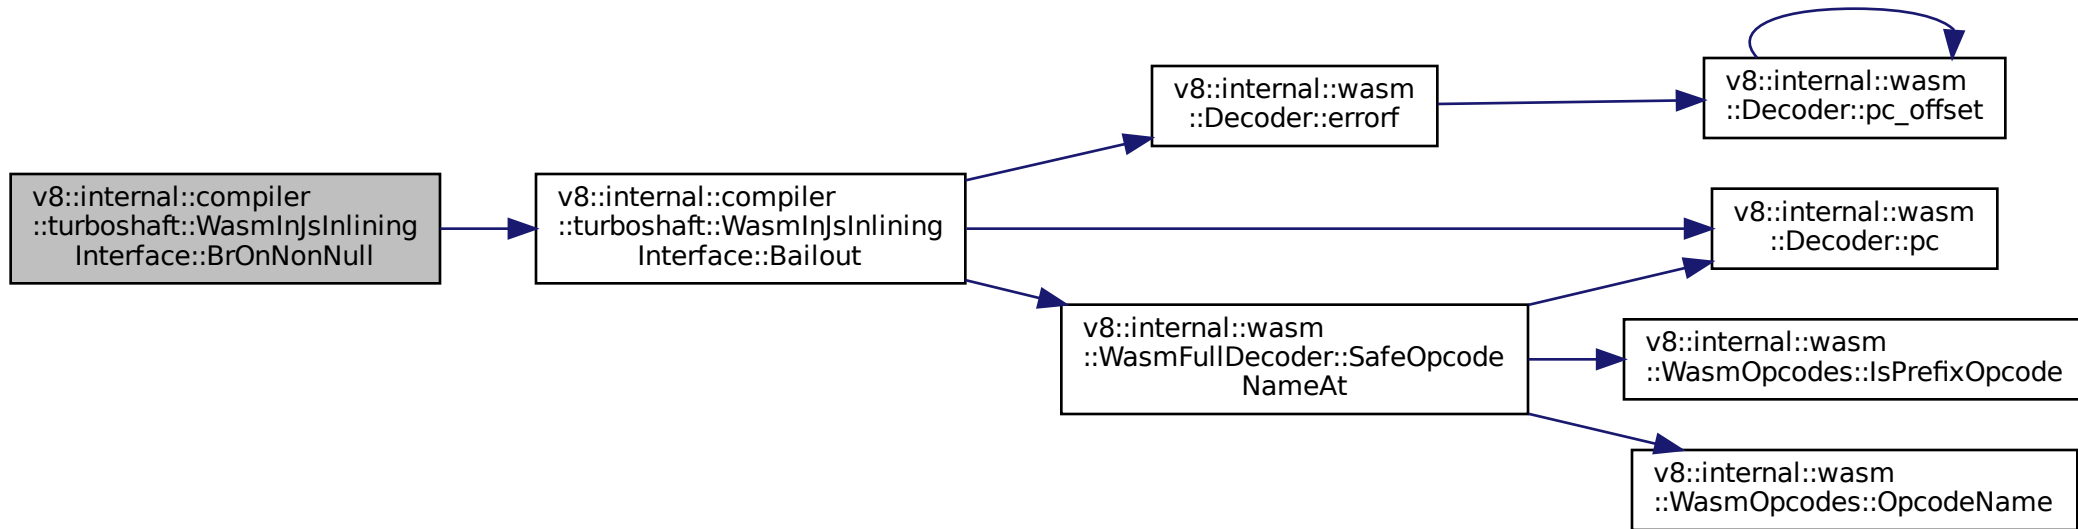 v8::internal::compiler
::turboshaft::WasmInJsInlining
Interface::BrOnNonNull
v8::internal::compiler
::turboshaft::WasmInJsInlining
Interface::Bailout
v8::internal::wasm
::Decoder::errorf
v8::internal::wasm
::Decoder::pc_offset
v8::internal::wasm
::Decoder::pc
v8::internal::wasm
::WasmFullDecoder::SafeOpcode
NameAt
v8::internal::wasm
::WasmOpcodes::IsPrefixOpcode
v8::internal::wasm
::WasmOpcodes::OpcodeName